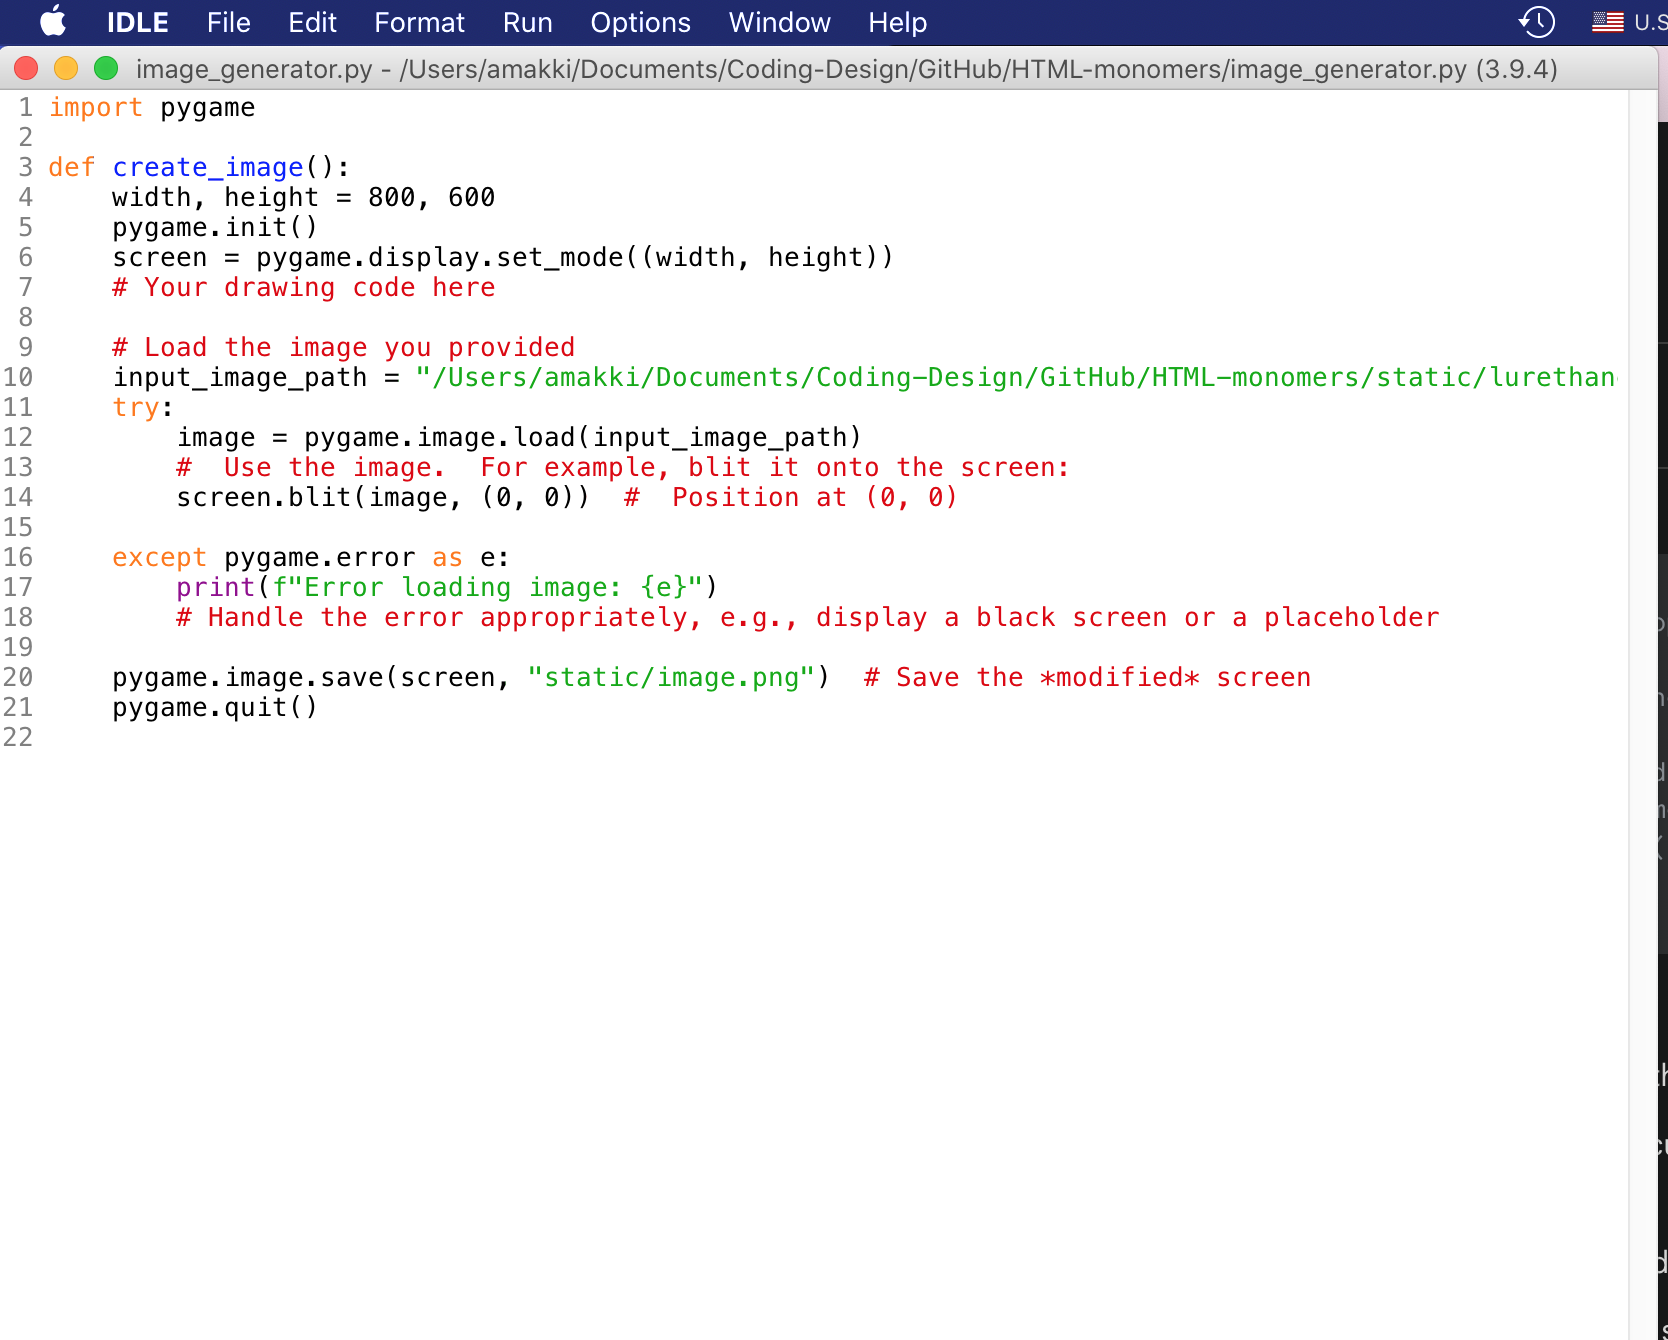 IDLE File Edit Format Run Options Window Help U.S
image_generator.py - /Users/amakki/Documents/Coding-Design/GitHub/HTML-monomers/image_generator.py (3.9.4)
1 import pygame
2
3 def create_image():
4     width, height = 800, 600
5     pygame.init()
6     screen = pygame.display.set_mode((width, height))
7     # Your drawing code here
8
9     # Load the image you provided
10     input_image_path = "/Users/amakki/Documents/Coding-Design/GitHub/HTML-monomers/static/lurethan
11     try:
12         image = pygame.image.load(input_image_path)
13         #  Use the image.  For example, blit it onto the screen:
14         screen.blit(image, (0, 0))  #  Position at (0, 0)
15
16     except pygame.error as e:
17         print(f"Error loading image: {e}")
18         # Handle the error appropriately, e.g., display a black screen or a placeholder
19
20     pygame.image.save(screen, "static/image.png")  # Save the *modified* screen
21     pygame.quit()
22